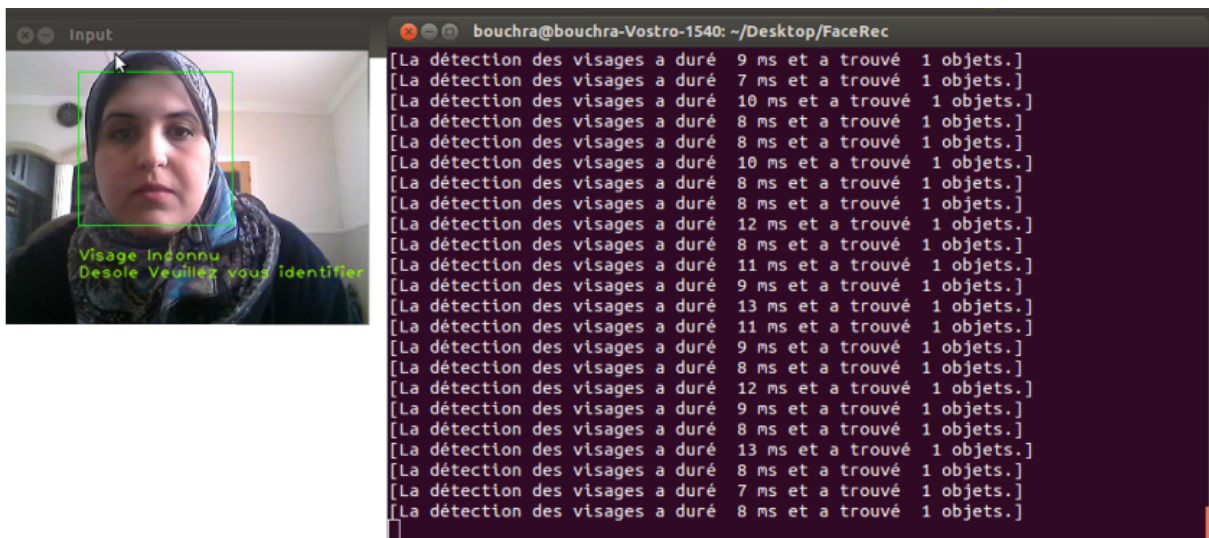 Input
Visage Inconnu
Desole Veuillez vous identifier
bouchra@bouchra-Vostro-1540: ~/Desktop/FaceRec
[La détection des visages a duré  9 ms et a trouvé  1 objets.]
[La détection des visages a duré  7 ms et a trouvé  1 objets.]
[La détection des visages a duré  10 ms et a trouvé  1 objets.]
[La détection des visages a duré  8 ms et a trouvé  1 objets.]
[La détection des visages a duré  8 ms et a trouvé  1 objets.]
[La détection des visages a duré  10 ms et a trouvé  1 objets.]
[La détection des visages a duré  8 ms et a trouvé  1 objets.]
[La détection des visages a duré  8 ms et a trouvé  1 objets.]
[La détection des visages a duré  12 ms et a trouvé  1 objets.]
[La détection des visages a duré  8 ms et a trouvé  1 objets.]
[La détection des visages a duré  11 ms et a trouvé  1 objets.]
[La détection des visages a duré  9 ms et a trouvé  1 objets.]
[La détection des visages a duré  13 ms et a trouvé  1 objets.]
[La détection des visages a duré  11 ms et a trouvé  1 objets.]
[La détection des visages a duré  9 ms et a trouvé  1 objets.]
[La détection des visages a duré  8 ms et a trouvé  1 objets.]
[La détection des visages a duré  12 ms et a trouvé  1 objets.]
[La détection des visages a duré  9 ms et a trouvé  1 objets.]
[La détection des visages a duré  8 ms et a trouvé  1 objets.]
[La détection des visages a duré  13 ms et a trouvé  1 objets.]
[La détection des visages a duré  8 ms et a trouvé  1 objets.]
[La détection des visages a duré  7 ms et a trouvé  1 objets.]
[La détection des visages a duré  8 ms et a trouvé  1 objets.]